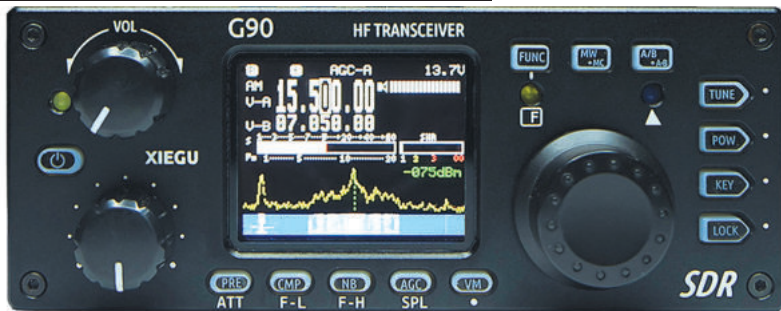 VOL
G90
HF TRANSCEIVER
FUNC
MW
•MC
A/B
•A=B
F
TUNE
POW
KEY
LOCK
XIEGU
AGC-A
13.7V
AM
V-A
15.500.00
V-B
07.050.00
S
SWR
Po
-075dBm
PRE
ATT
CMP
F-L
NB
F-H
AGC
SPL
VM
SDR